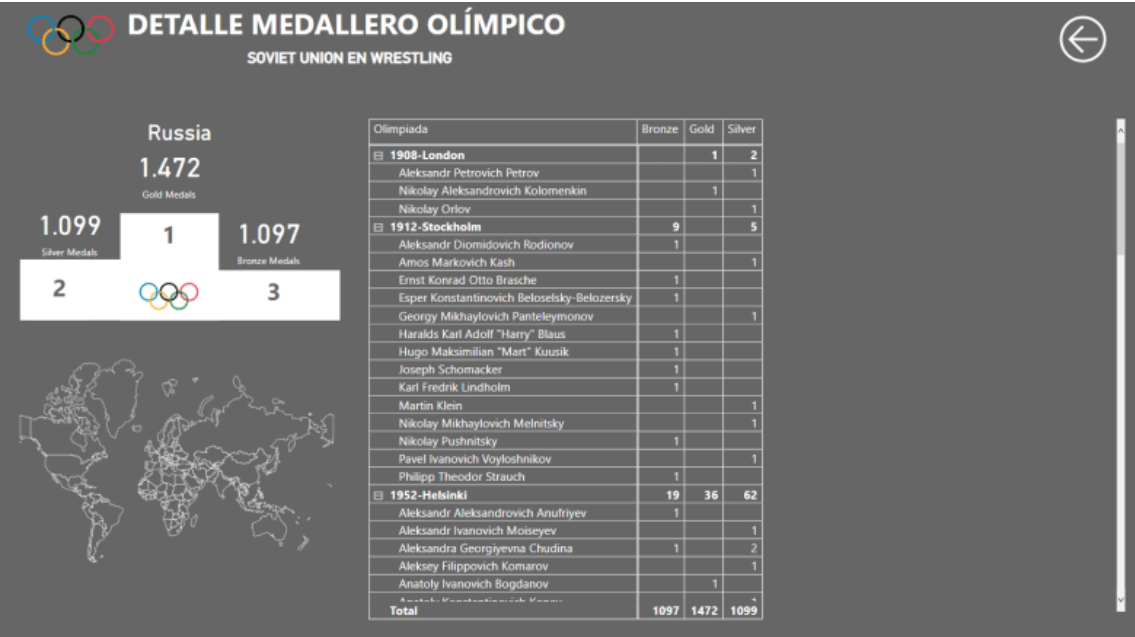 DETALLE MEDALLERO OLÍMPICO
SOVIET UNION EN WRESTLING
Russia
1.472
Gold Medals
1.099
Silver Medals
1
1.097
Bronze Medals
2
3
Olimpiada Bronze Gold Silver
1908-London 1 2
Aleksandr Petrovich Petrov 1
Nikolay Aleksandrovich Kolomenkin 1
Nikolay Orlov 1
1912-Stockholm 9 5
Aleksandr Diomidovich Rodionov 1
Amos Markovich Kash 1
Ernst Konrad Otto Brasche 1
Esper Konstantinovich Beloselsky-Belozersky 1
Georgy Mikhaylovich Panteleymonov 1
Haralds Karl Adolf "Harry" Blaus 1
Hugo Maksimilian "Mart" Kuusik 1
Joseph Schomacker 1
Karl Fredrik Lindholm 1
Martin Klein 1
Nikolay Mikhaylovich Melnitsky 1
Nikolay Pushnitsky 1
Pavel Ivanovich Voyloshnikov 1
Philipp Theodor Strauch 1
1952-Helsinki 19 36 62
Aleksandr Aleksandrovich Anufriyev 1
Aleksandr Ivanovich Moiseyev 1
Aleksandra Georgiyevna Chudina 1 2
Aleksey Filippovich Komarov 1
Anatoly Ivanovich Bogdanov 1
Total 1097 1472 1099